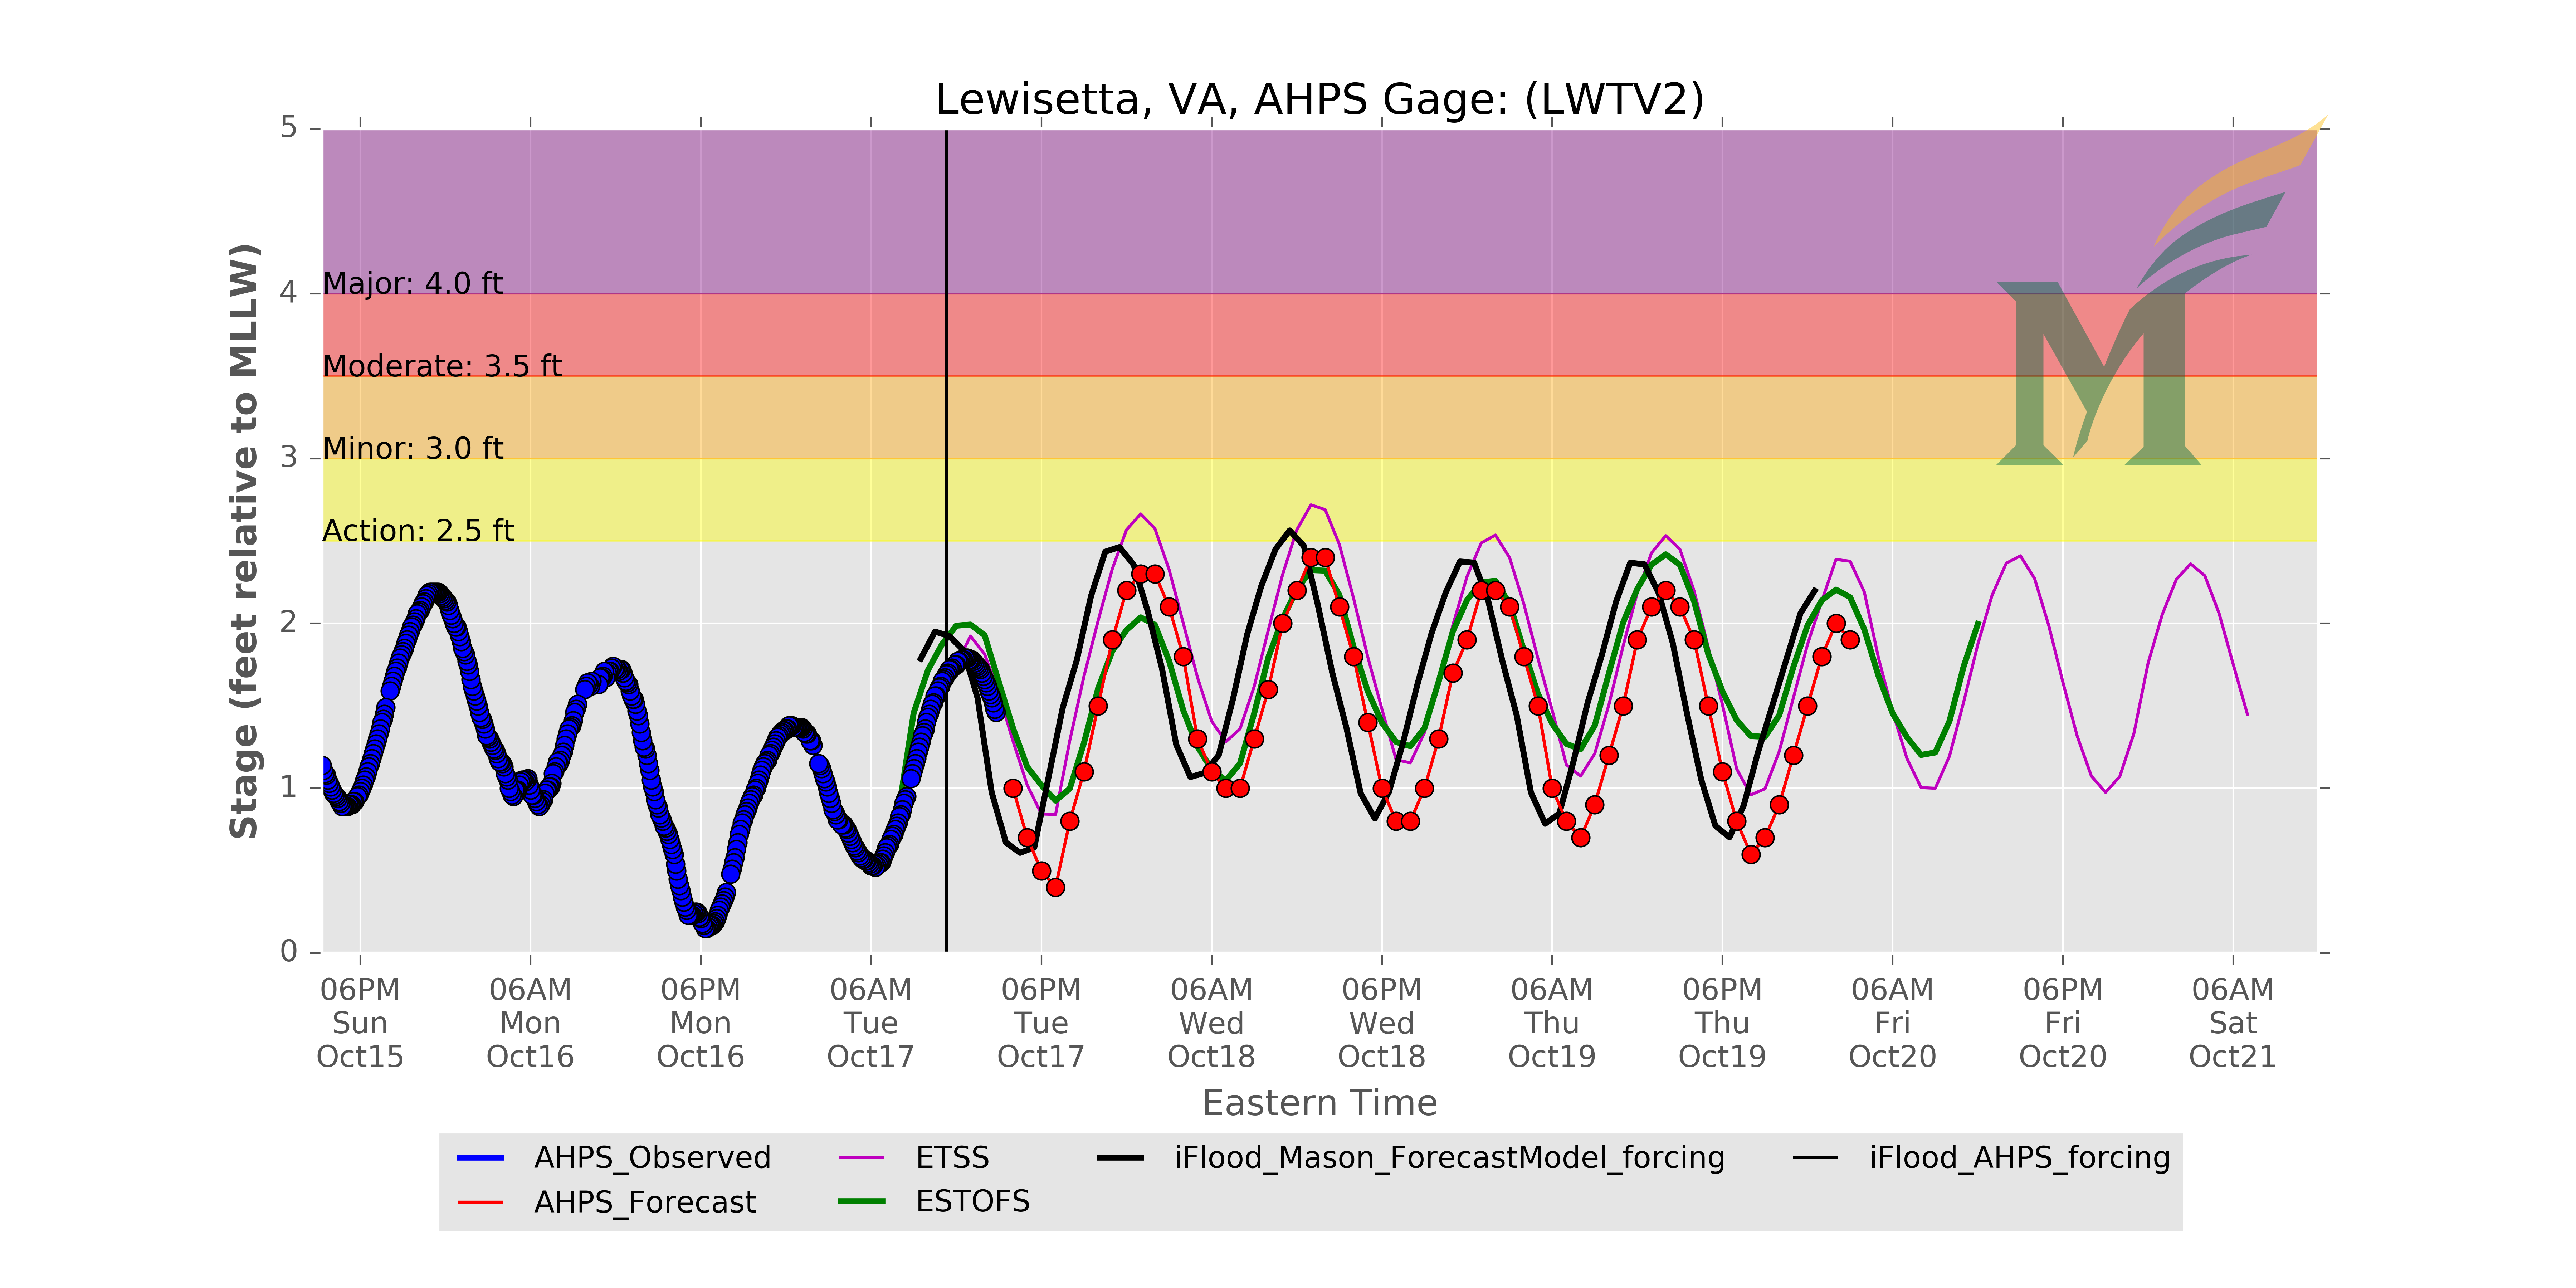 Lewisetta, VA, AHPS Gage: (LWTV2)
Stage (feet relative to MLLW)
5
4
3
2
1
0
Major: 4.0 ft
Moderate: 3.5 ft
Minor: 3.0 ft
Action: 2.5 ft
06PM 06AM 06PM 06AM 06PM 06AM 06PM 06AM 06PM 06AM 06PM 06AM
Sun Mon Mon Tue Tue Wed Wed Thu Thu Fri Fri Sat
Oct15 Oct16 Oct16 Oct17 Oct17 Oct18 Oct18 Oct19 Oct19 Oct20 Oct20 Oct21
Eastern Time
AHPS_Observed ETSS iFlood_Mason_ForecastModel_forcing iFlood_AHPS_forcing
AHPS_Forecast ESTOFS
M